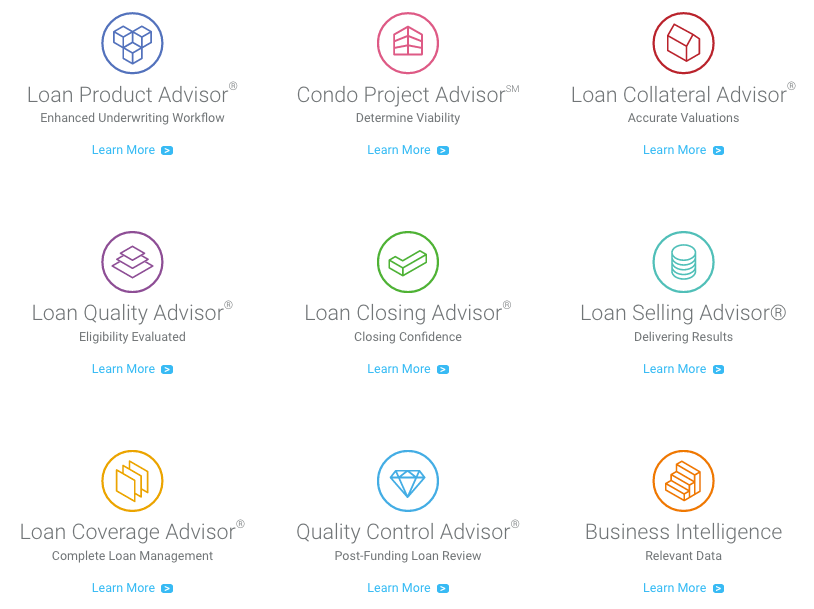 Loan Product Advisor®
Condo Project Advisor℠
Loan Collateral Advisor®
Enhanced Underwriting Workflow
Determine Viability
Accurate Valuations
Learn More >
Learn More >
Learn More >
Loan Quality Advisor®
Loan Closing Advisor®
Loan Selling Advisor®
Eligibility Evaluated
Closing Confidence
Delivering Results
Learn More >
Learn More >
Learn More >
Loan Coverage Advisor®
Quality Control Advisor®
Business Intelligence
Complete Loan Management
Post-Funding Loan Review
Relevant Data
Learn More >
Learn More >
Learn More >